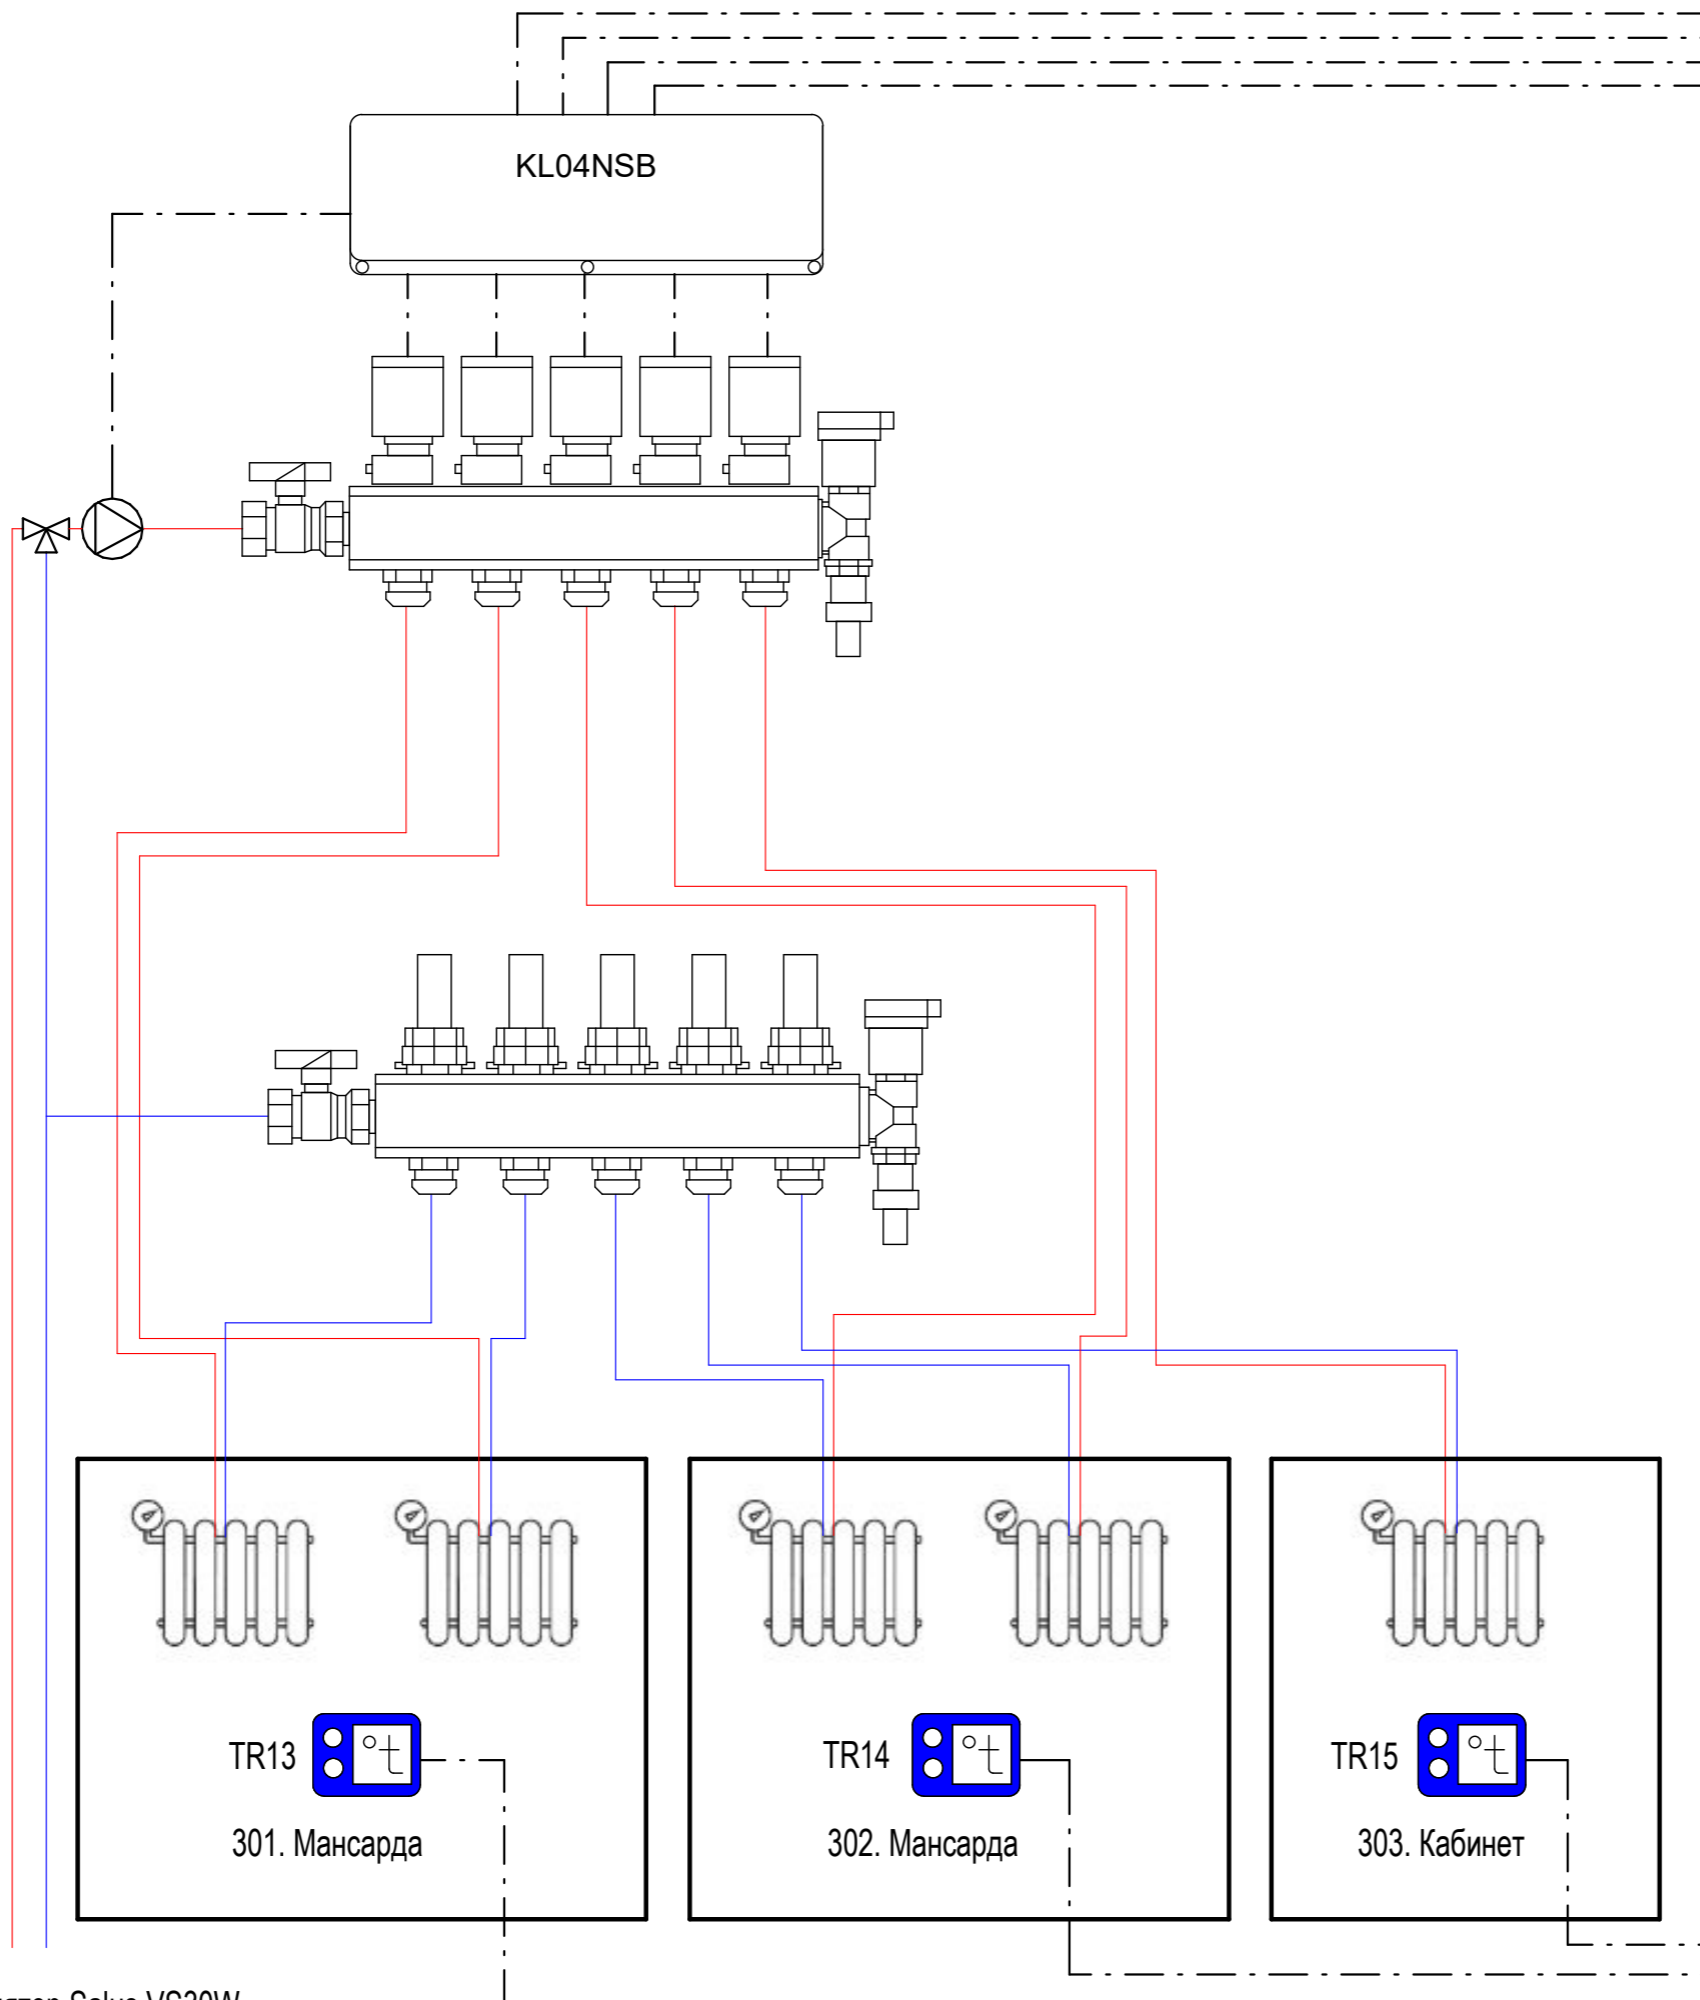 KL04NSB
°t
°t
°t
TR13
TR14
TR15
301. Мансарда
302. Мансарда
303. Кабинет